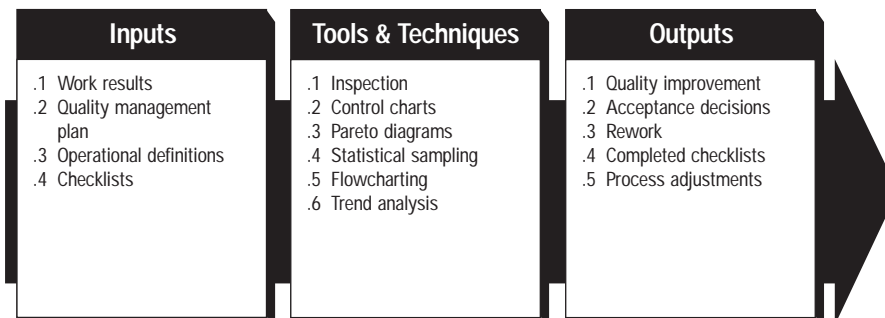 Inputs
.1 Work results
.2 Quality management
plan
.3 Operational definitions
.4 Checklists
Tools & Techniques
.1 Inspection
.2 Control charts
.3 Pareto diagrams
.4 Statistical sampling
.5 Flowcharting
.6 Trend analysis
Outputs
.1 Quality improvement
.2 Acceptance decisions
.3 Rework
.4 Completed checklists
.5 Process adjustments